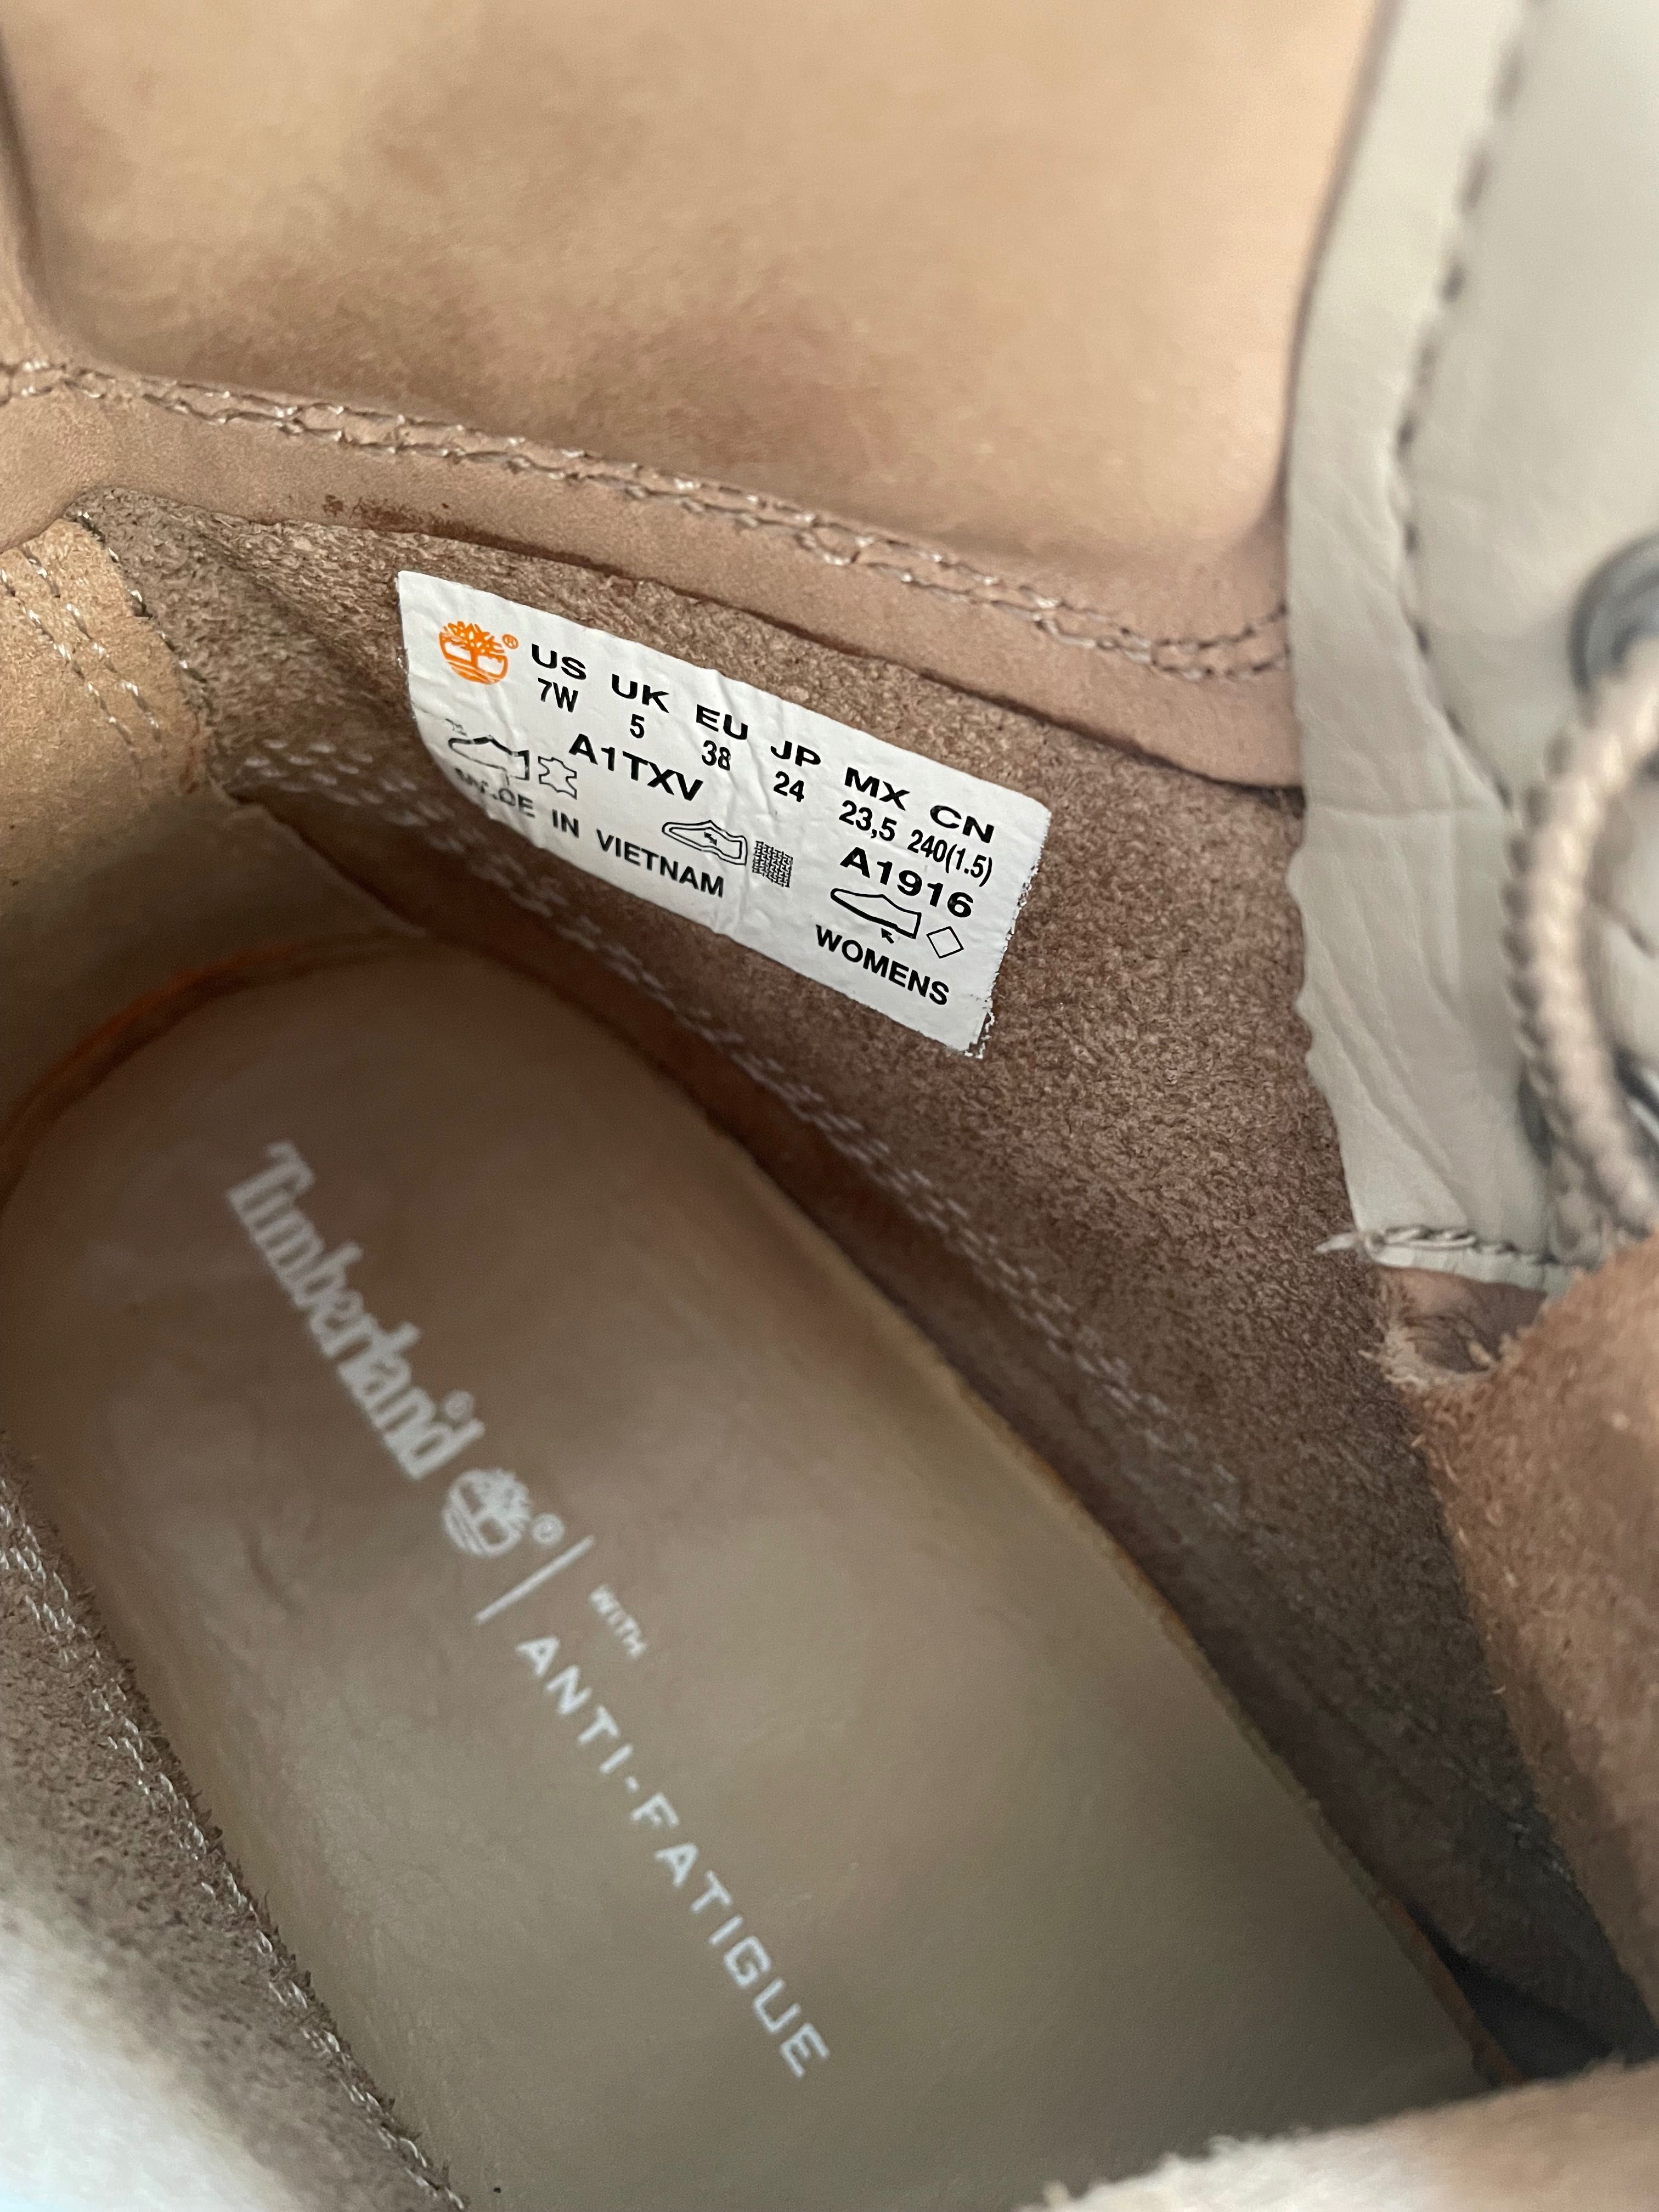 US UK EU JP MX CN
7W 5 38 24 23,5 240(1.5)
A1TXV A1916
MADE IN VIETNAM WOMENS
Timberland®
WITH
ANTI-FATIGUE